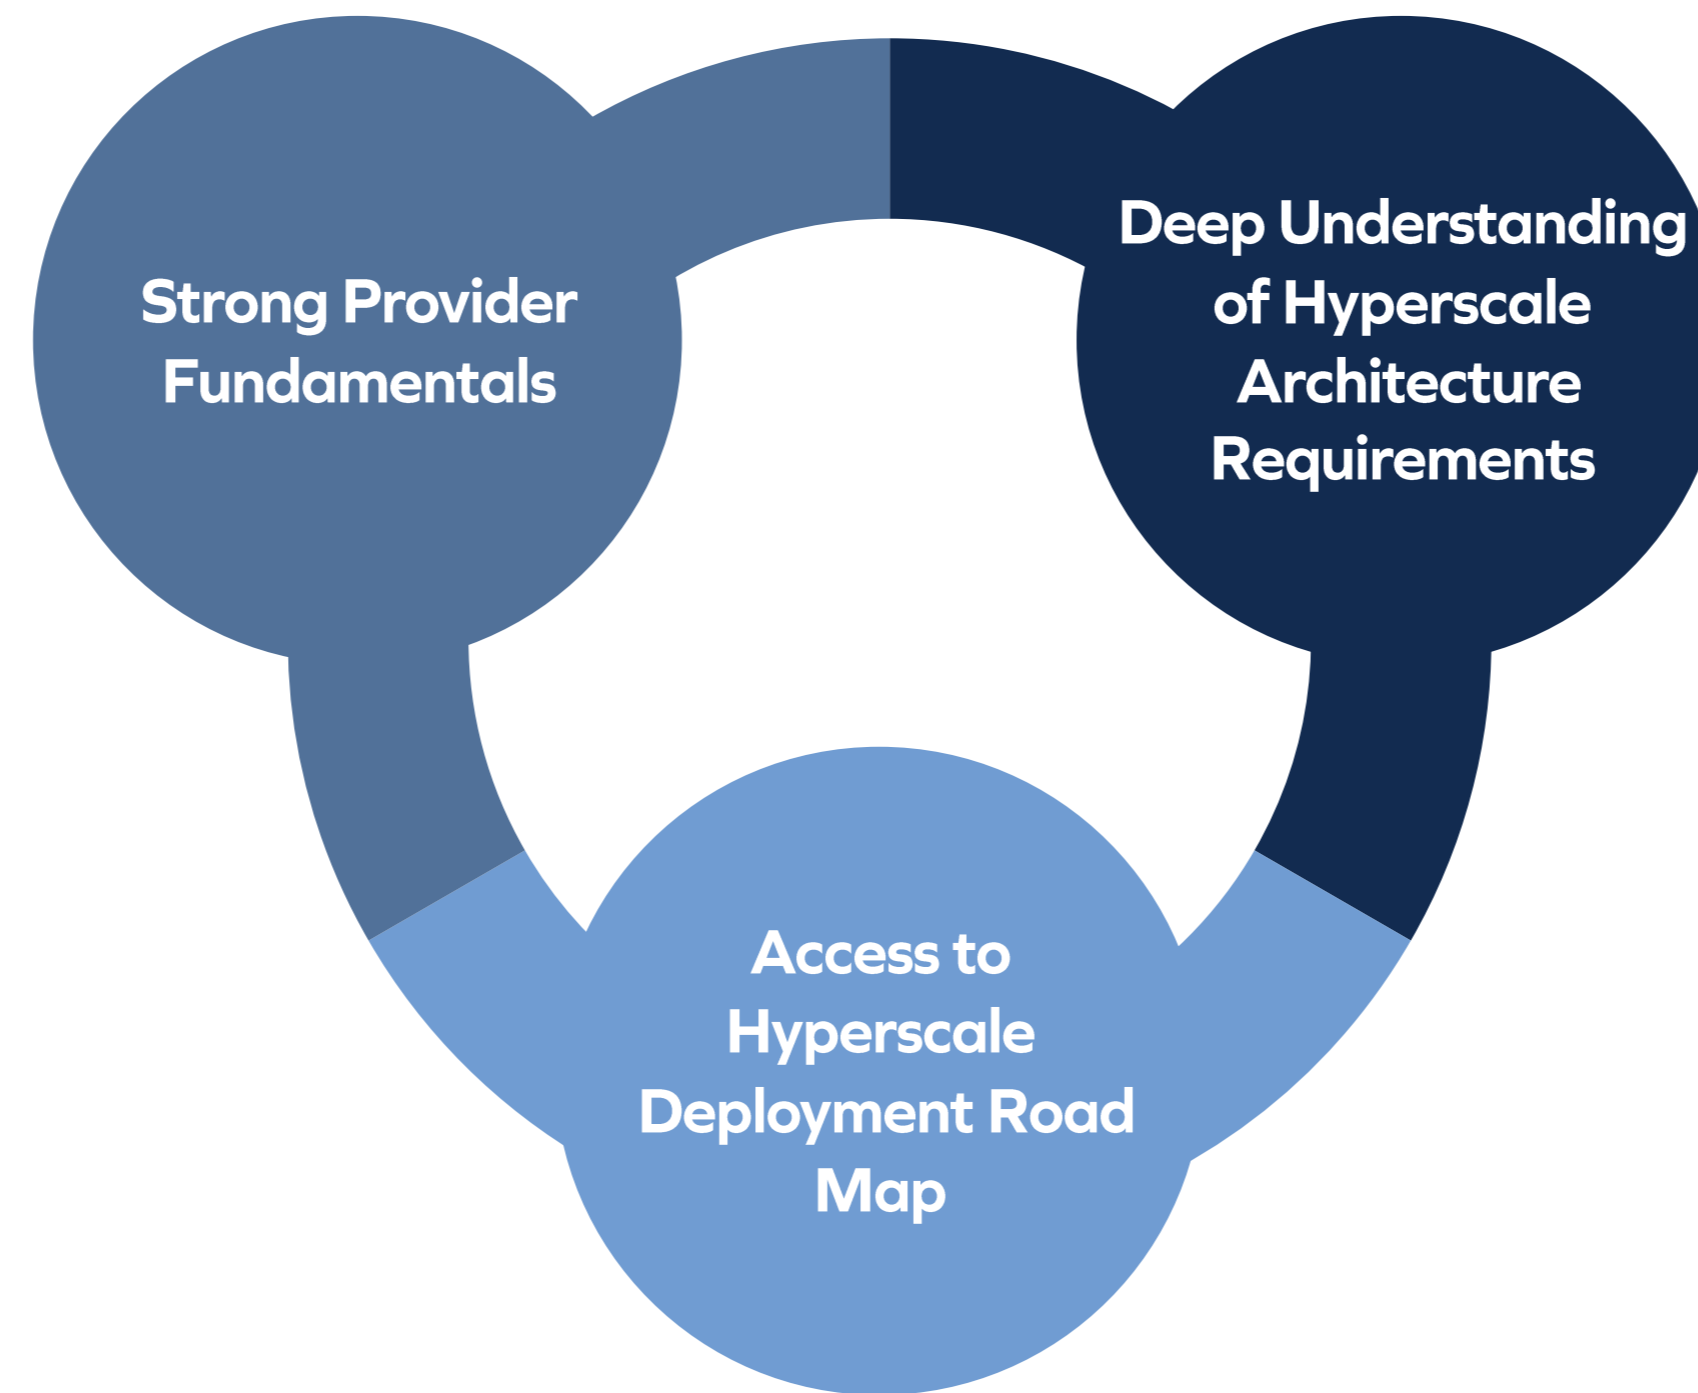 Strong Provider
Fundamentals
Deep Understanding
of Hyperscale
Architecture
Requirements
Access to
Hyperscale
Deployment Road
Map